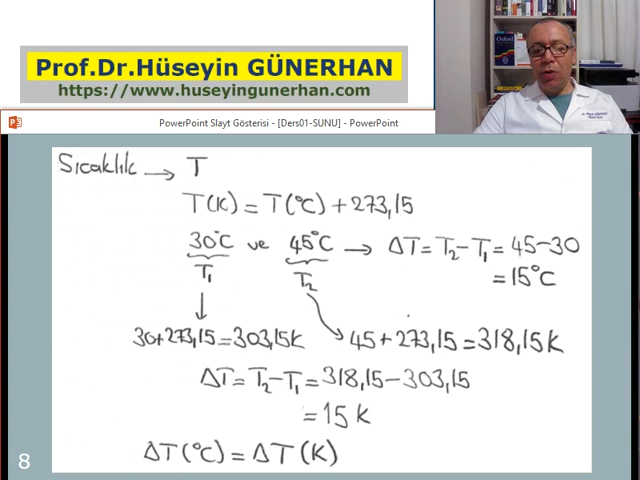 Prof.Dr.Hüseyin GÜNERHAN
https://www.huseyingunerhan.com
PowerPoint Slayt Gösterisi - [Ders01-SUNU] - PowerPoint
Sıcaklık → T
T(K) = T(°C) + 273,15
30°C ve 45°C → ΔT = T₂ - T₁ = 45 - 30
T₁ T₂ = 15°C
30 + 273,15 = 303,15 K 45 + 273,15 = 318,15 K
ΔT = T₂ - T₁ = 318,15 - 303,15
= 15 K
ΔT(°C) = ΔT(K)
8